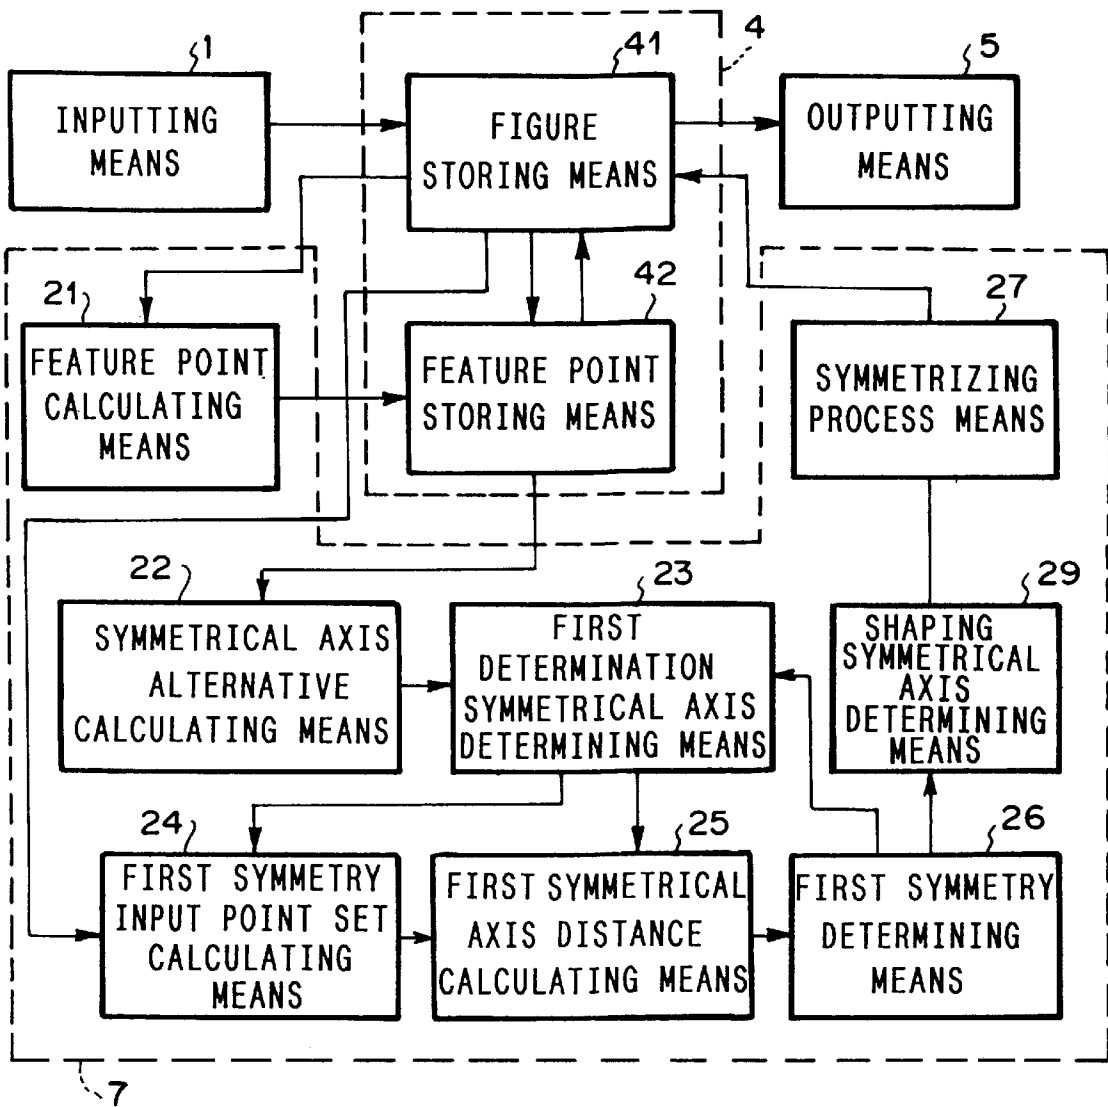 1
INPUTTING
MEANS
41
FIGURE
STORING MEANS
4
5
OUTPUTTING
MEANS
21
FEATURE POINT
CALCULATING
MEANS
42
FEATURE POINT
STORING MEANS
27
SYMMETRIZING
PROCESS MEANS
22
SYMMETRICAL AXIS
ALTERNATIVE
CALCULATING MEANS
23
FIRST
DETERMINATION
SYMMETRICAL AXIS
DETERMINING MEANS
29
SHAPING
SYMMETRICAL
AXIS
DETERMINING
MEANS
24
FIRST SYMMETRY
INPUT POINT SET
CALCULATING
MEANS
25
FIRST SYMMETRICAL
AXIS DISTANCE
CALCULATING MEANS
26
FIRST SYMMETRY
DETERMINING
MEANS
7